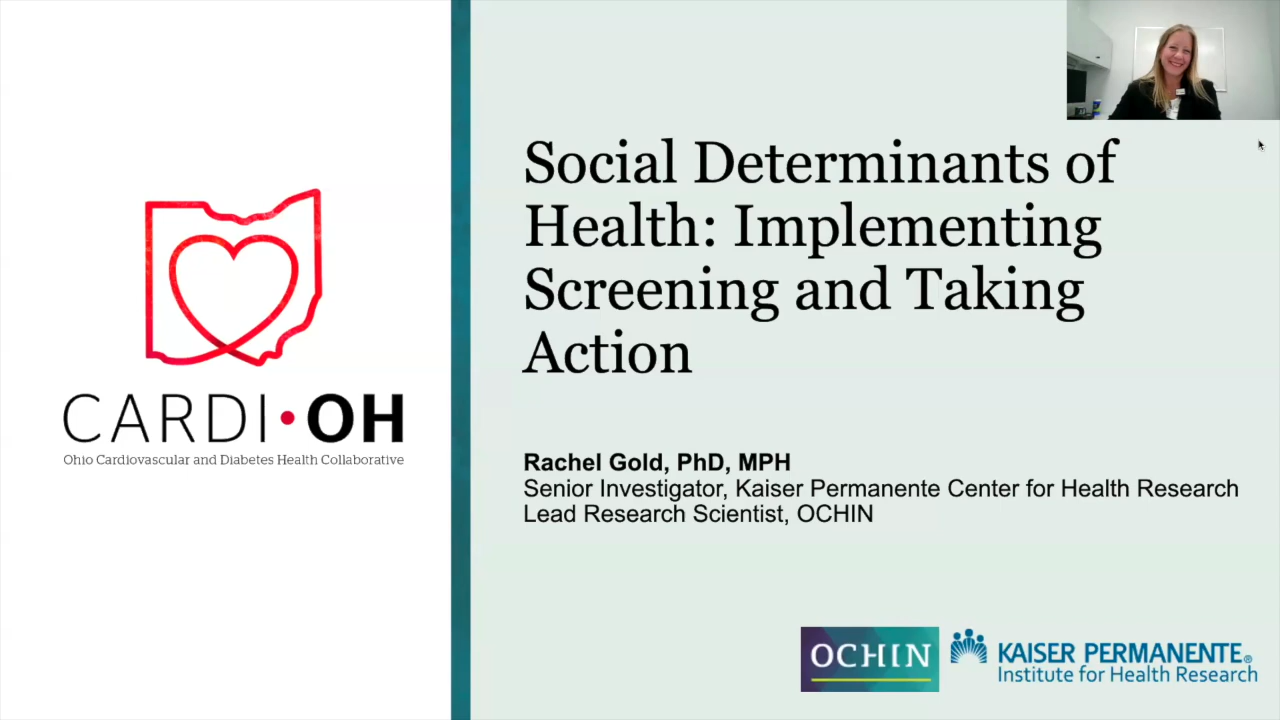 CARDI•OH
Ohio Cardiovascular and Diabetes Health Collaborative
Social Determinants of
Health: Implementing
Screening and Taking
Action
Rachel Gold, PhD, MPH
Senior Investigator, Kaiser Permanente Center for Health Research
Lead Research Scientist, OCHIN
OCHIN
KAISER PERMANENTE®
Institute for Health Research